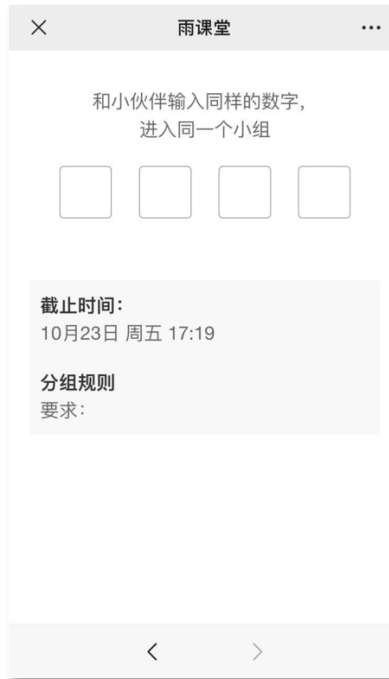 雨课堂
和小伙伴输入同样的数字，
进入同一个小组
截止时间：
10月23日 周五 17:19
分组规则
要求：